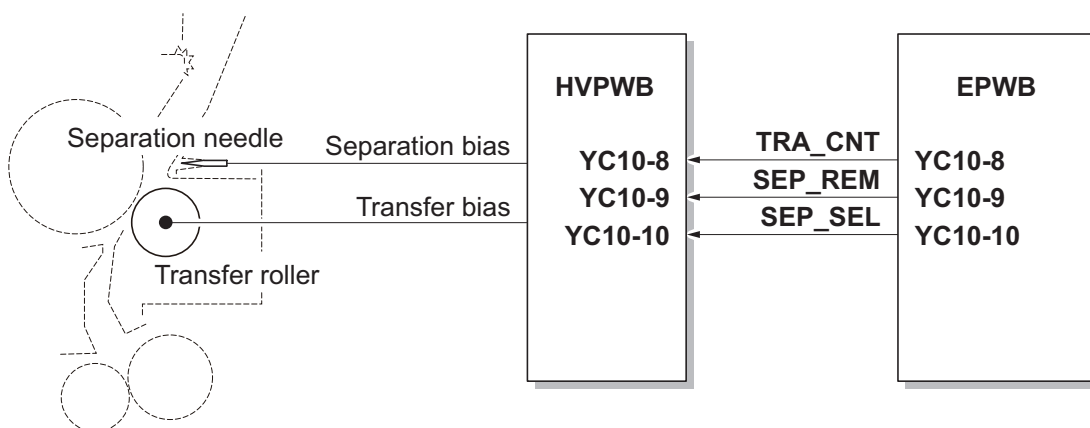 HVPWB
EPWB
Separation needle
Separation bias
TRA_CNT
YC10-8
YC10-8
SEP_REM
YC10-9
YC10-9
Transfer bias
SEP_SEL
YC10-10
YC10-10
Transfer roller